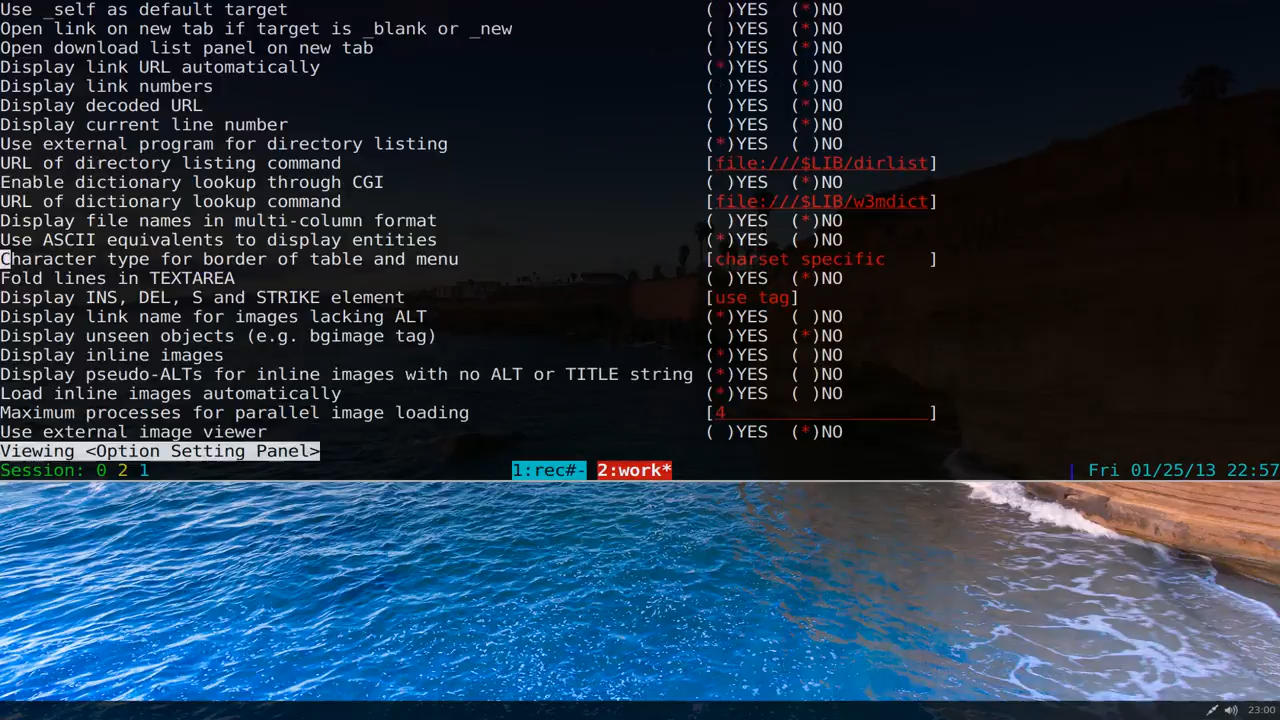 Use _self as default target ( )YES (*)NO
Open link on new tab if target is _blank or _new ( )YES (*)NO
Open download list panel on new tab ( )YES (*)NO
Display link URL automatically (*)YES ( )NO
Display link numbers ( )YES (*)NO
Display decoded URL ( )YES (*)NO
Display current line number ( )YES (*)NO
Use external program for directory listing (*)YES ( )NO
URL of directory listing command [file:///$LIB/dirlist]
Enable dictionary lookup through CGI ( )YES (*)NO
URL of dictionary lookup command [file:///$LIB/w3mdict]
Display file names in multi-column format ( )YES (*)NO
Use ASCII equivalents to display entities (*)YES ( )NO
Character type for border of table and menu [charset specific ]
Fold lines in TEXTAREA ( )YES (*)NO
Display INS, DEL, S and STRIKE element [use tag]
Display link name for images lacking ALT (*)YES ( )NO
Display unseen objects (e.g. bgimage tag) ( )YES (*)NO
Display inline images (*)YES ( )NO
Display pseudo-ALTs for inline images with no ALT or TITLE string (*)YES ( )NO
Load inline images automatically (*)YES ( )NO
Maximum processes for parallel image loading [4____________________]
Use external image viewer ( )YES (*)NO
Viewing <Option Setting Panel>
Session: 0 2 1 1:rec#- 2:work* | Fri 01/25/13 22:57
23:00